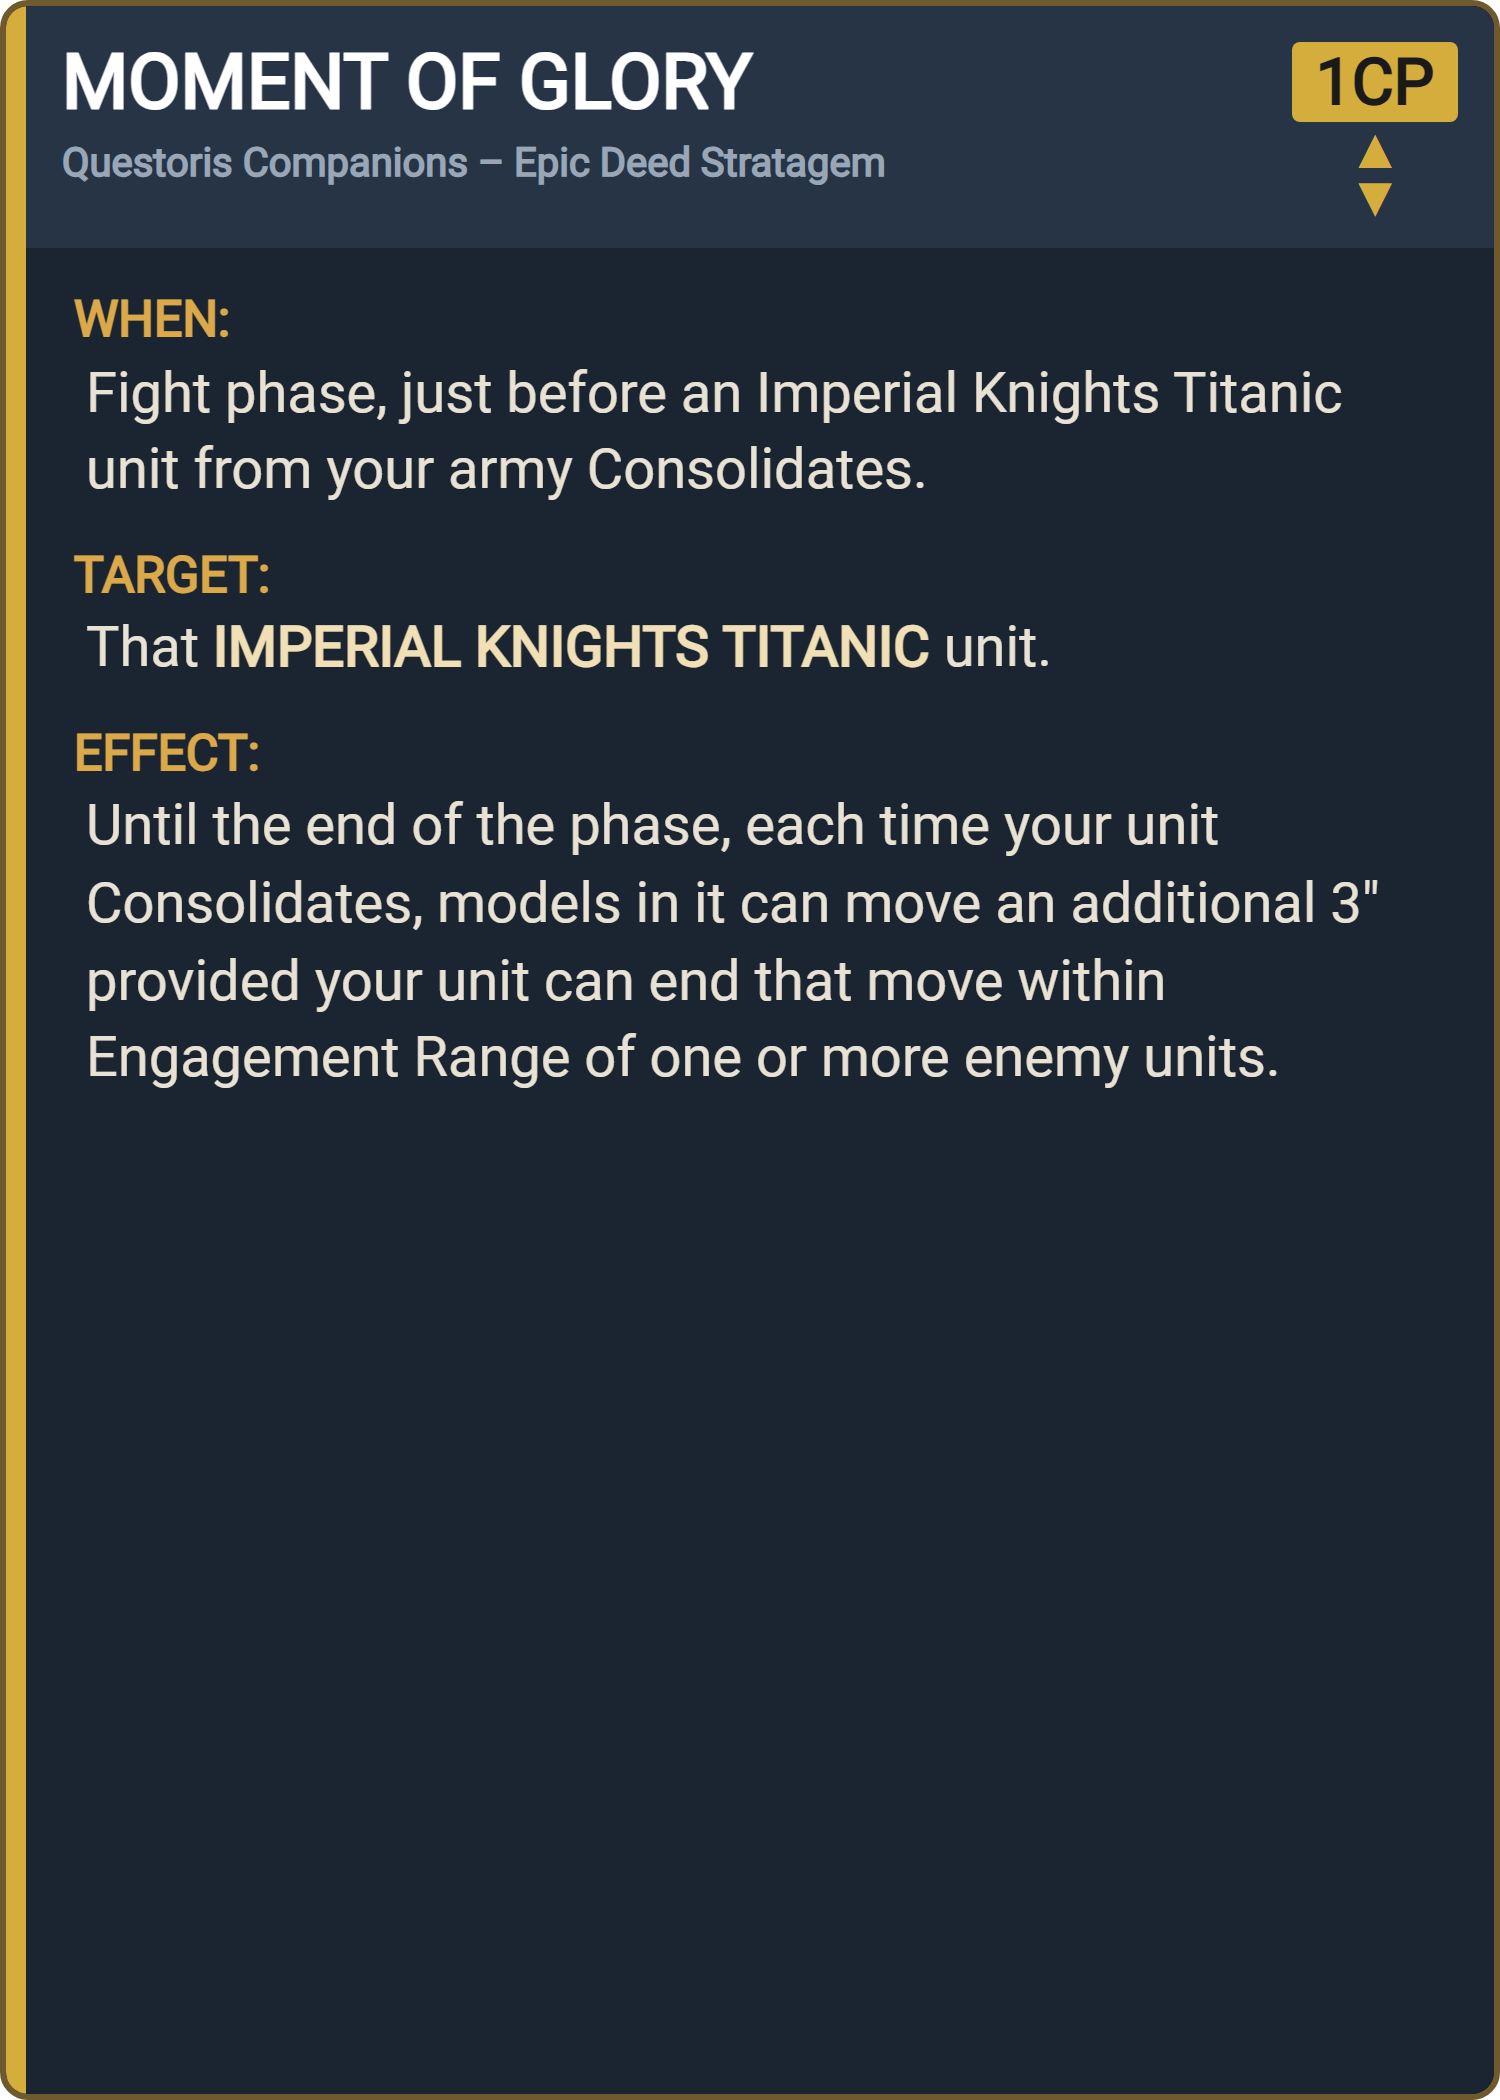 MOMENT OF GLORY
1CP
Questoris Companions – Epic Deed Stratagem
WHEN:
Fight phase, just before an Imperial Knights Titanic
unit from your army Consolidates.
TARGET:
That IMPERIAL KNIGHTS TITANIC unit.
EFFECT:
Until the end of the phase, each time your unit
Consolidates, models in it can move an additional 3"
provided your unit can end that move within
Engagement Range of one or more enemy units.